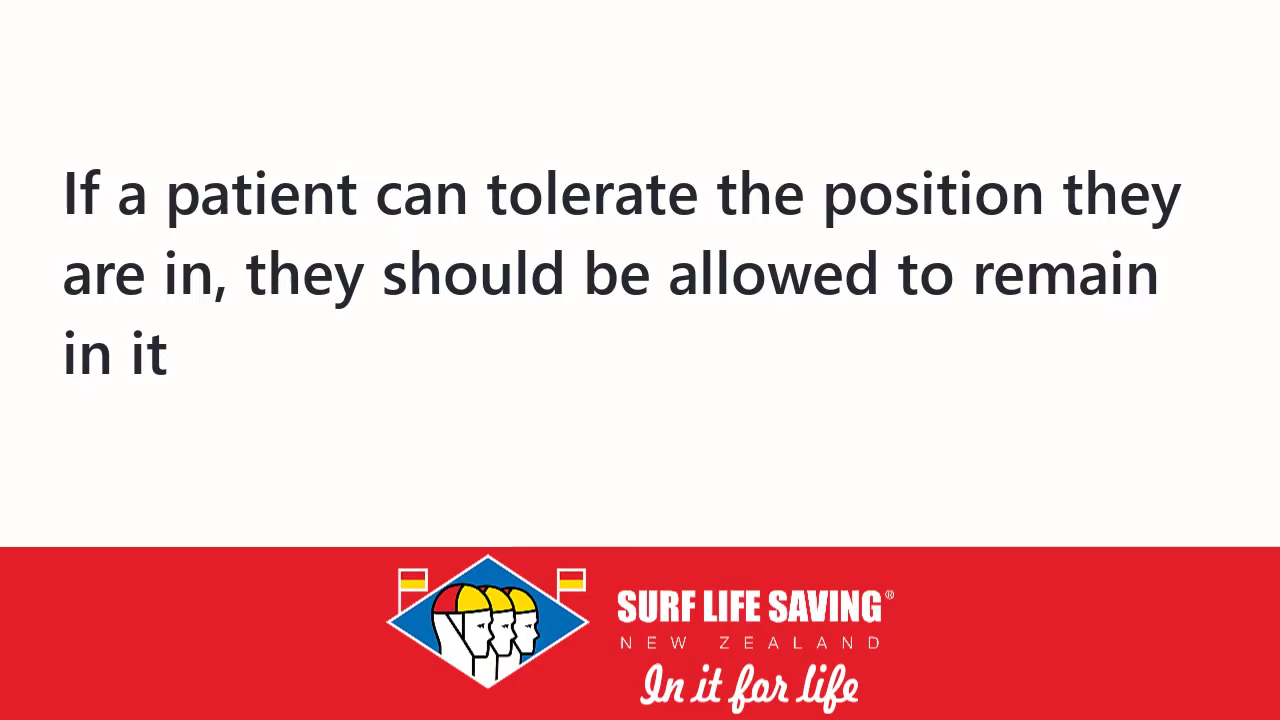 If a patient can tolerate the position they
are in, they should be allowed to remain
in it
SURF LIFE SAVING®
NEW ZEALAND
In it for life